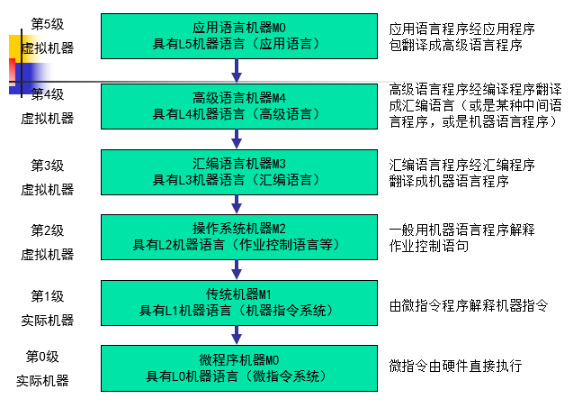 第5级
虚拟机器
应用语言机器M0
具有L5机器语言（应用语言）
应用语言程序经应用程序
包翻译成高级语言程序
第4级
虚拟机器
高级语言机器M4
具有L4机器语言（高级语言）
高级语言程序经编译程序翻译
成汇编语言（或是某种中间语
言程序，或是机器语言程序）
第3级
虚拟机器
汇编语言机器M3
具有L3机器语言（汇编语言）
汇编语言程序经汇编程序
翻译成机器语言程序
第2级
虚拟机器
操作系统机器M2
具有L2机器语言（作业控制语言等）
一般用机器语言程序解释
作业控制语句
第1级
实际机器
传统机器M1
具有L1机器语言（机器指令系统）
由微指令程序解释机器指令
第0级
实际机器
微程序机器M0
具有L0机器语言（微指令系统）
微指令由硬件直接执行